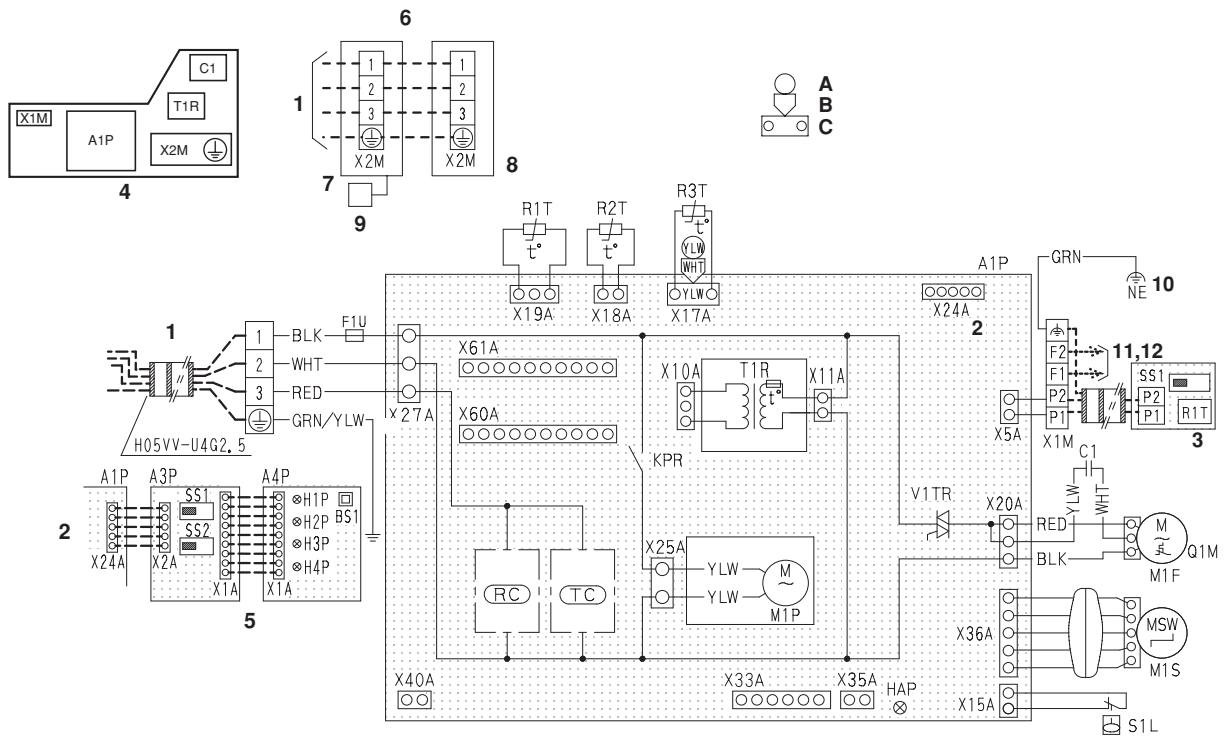 6
C1
T1R
X1M
A1P
X2M
4
1
1
2
3
X2M
1
2
3
X2M
7
8
9
A
B
C
R1T
t°
R2T
t°
R3T
t°
YLW
WHT
YLW
X19A
X18A
X17A
A1P
X24A
2
GRN
NE
10
1
1
2
3
BLK
F1U
WHT
RED
GRN/YLW
X27A
H05VV-U4G2.5
X61A
X60A
X10A
T1R
t°
X11A
KPR
X5A
F2
F1
P2
P1
X1M
11,12
SS1
P2
P1
R1T
3
C1
YLW
WHT
V1TR
X20A
RED
BLK
M
~
Q1M
M1F
2
A1P
X24A
A3P
SS1
SS2
X2A
X1A
A4P
H1P
H2P
H3P
H4P
BS1
X1A
5
RC
TC
X25A
YLW
YLW
M
~
M1P
X36A
MSW
M1S
X40A
X33A
X35A
HAP
X15A
S1L